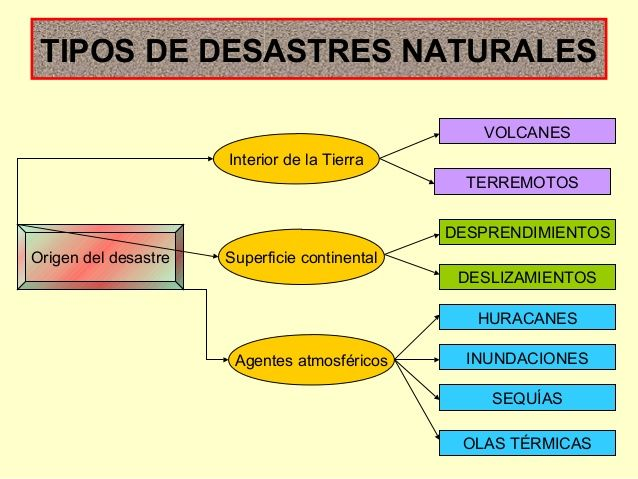 TIPOS DE DESASTRES NATURALES
Origen del desastre
Interior de la Tierra
VOLCANES
TERREMOTOS
Superficie continental
DESPRENDIMIENTOS
DESLIZAMIENTOS
Agentes atmosféricos
HURACANES
INUNDACIONES
SEQUÍAS
OLAS TÉRMICAS